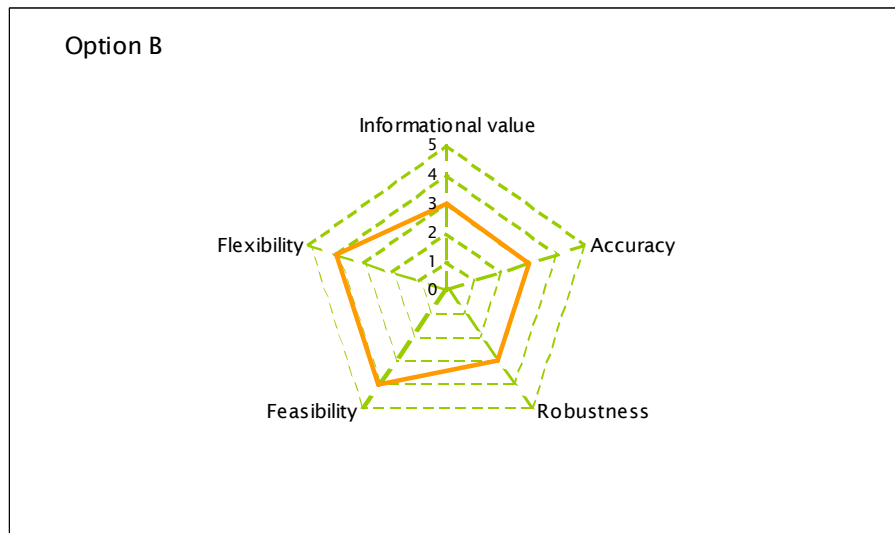 Option B
Informational value
5
4
3
2
1
0
Flexibility
Accuracy
Feasibility
Robustness